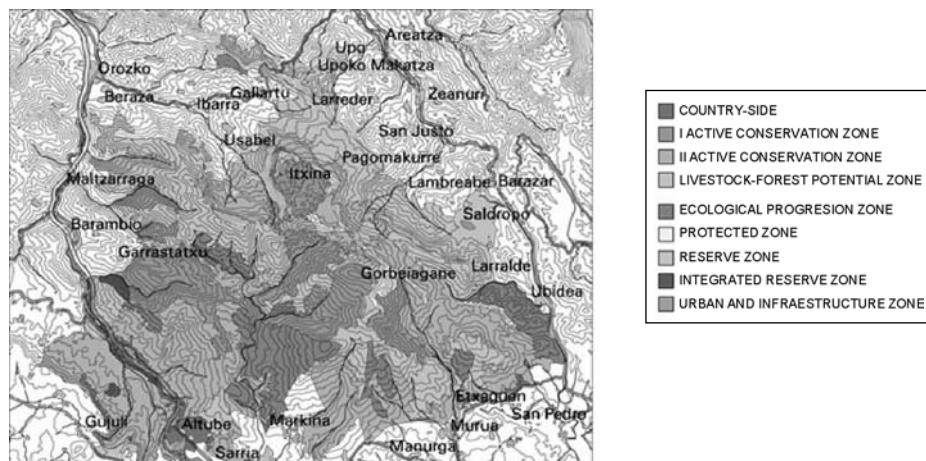 Areatza
Upo
Upoko Makatza
Orozko
Beraza
Ibarra
Gallartu
Larreder
Zeanuri
Usabel
San Justo
Pagomakurre
Itxina
Maltzarraga
Lambreabe
Barazar
Saldropo
Barambio
Garrastatxu
Gorbeiagane
Larralde
Ubidea
Etxaguen
San Pedro
Gujuli
Altube
Markina
Murua
Manurga
Sarria
COUNTRY-SIDE
I ACTIVE CONSERVATION ZONE
II ACTIVE CONSERVATION ZONE
LIVESTOCK-FOREST POTENTIAL ZONE
ECOLOGICAL PROGRESION ZONE
PROTECTED ZONE
RESERVE ZONE
INTEGRATED RESERVE ZONE
URBAN AND INFRAESTRUCTURE ZONE